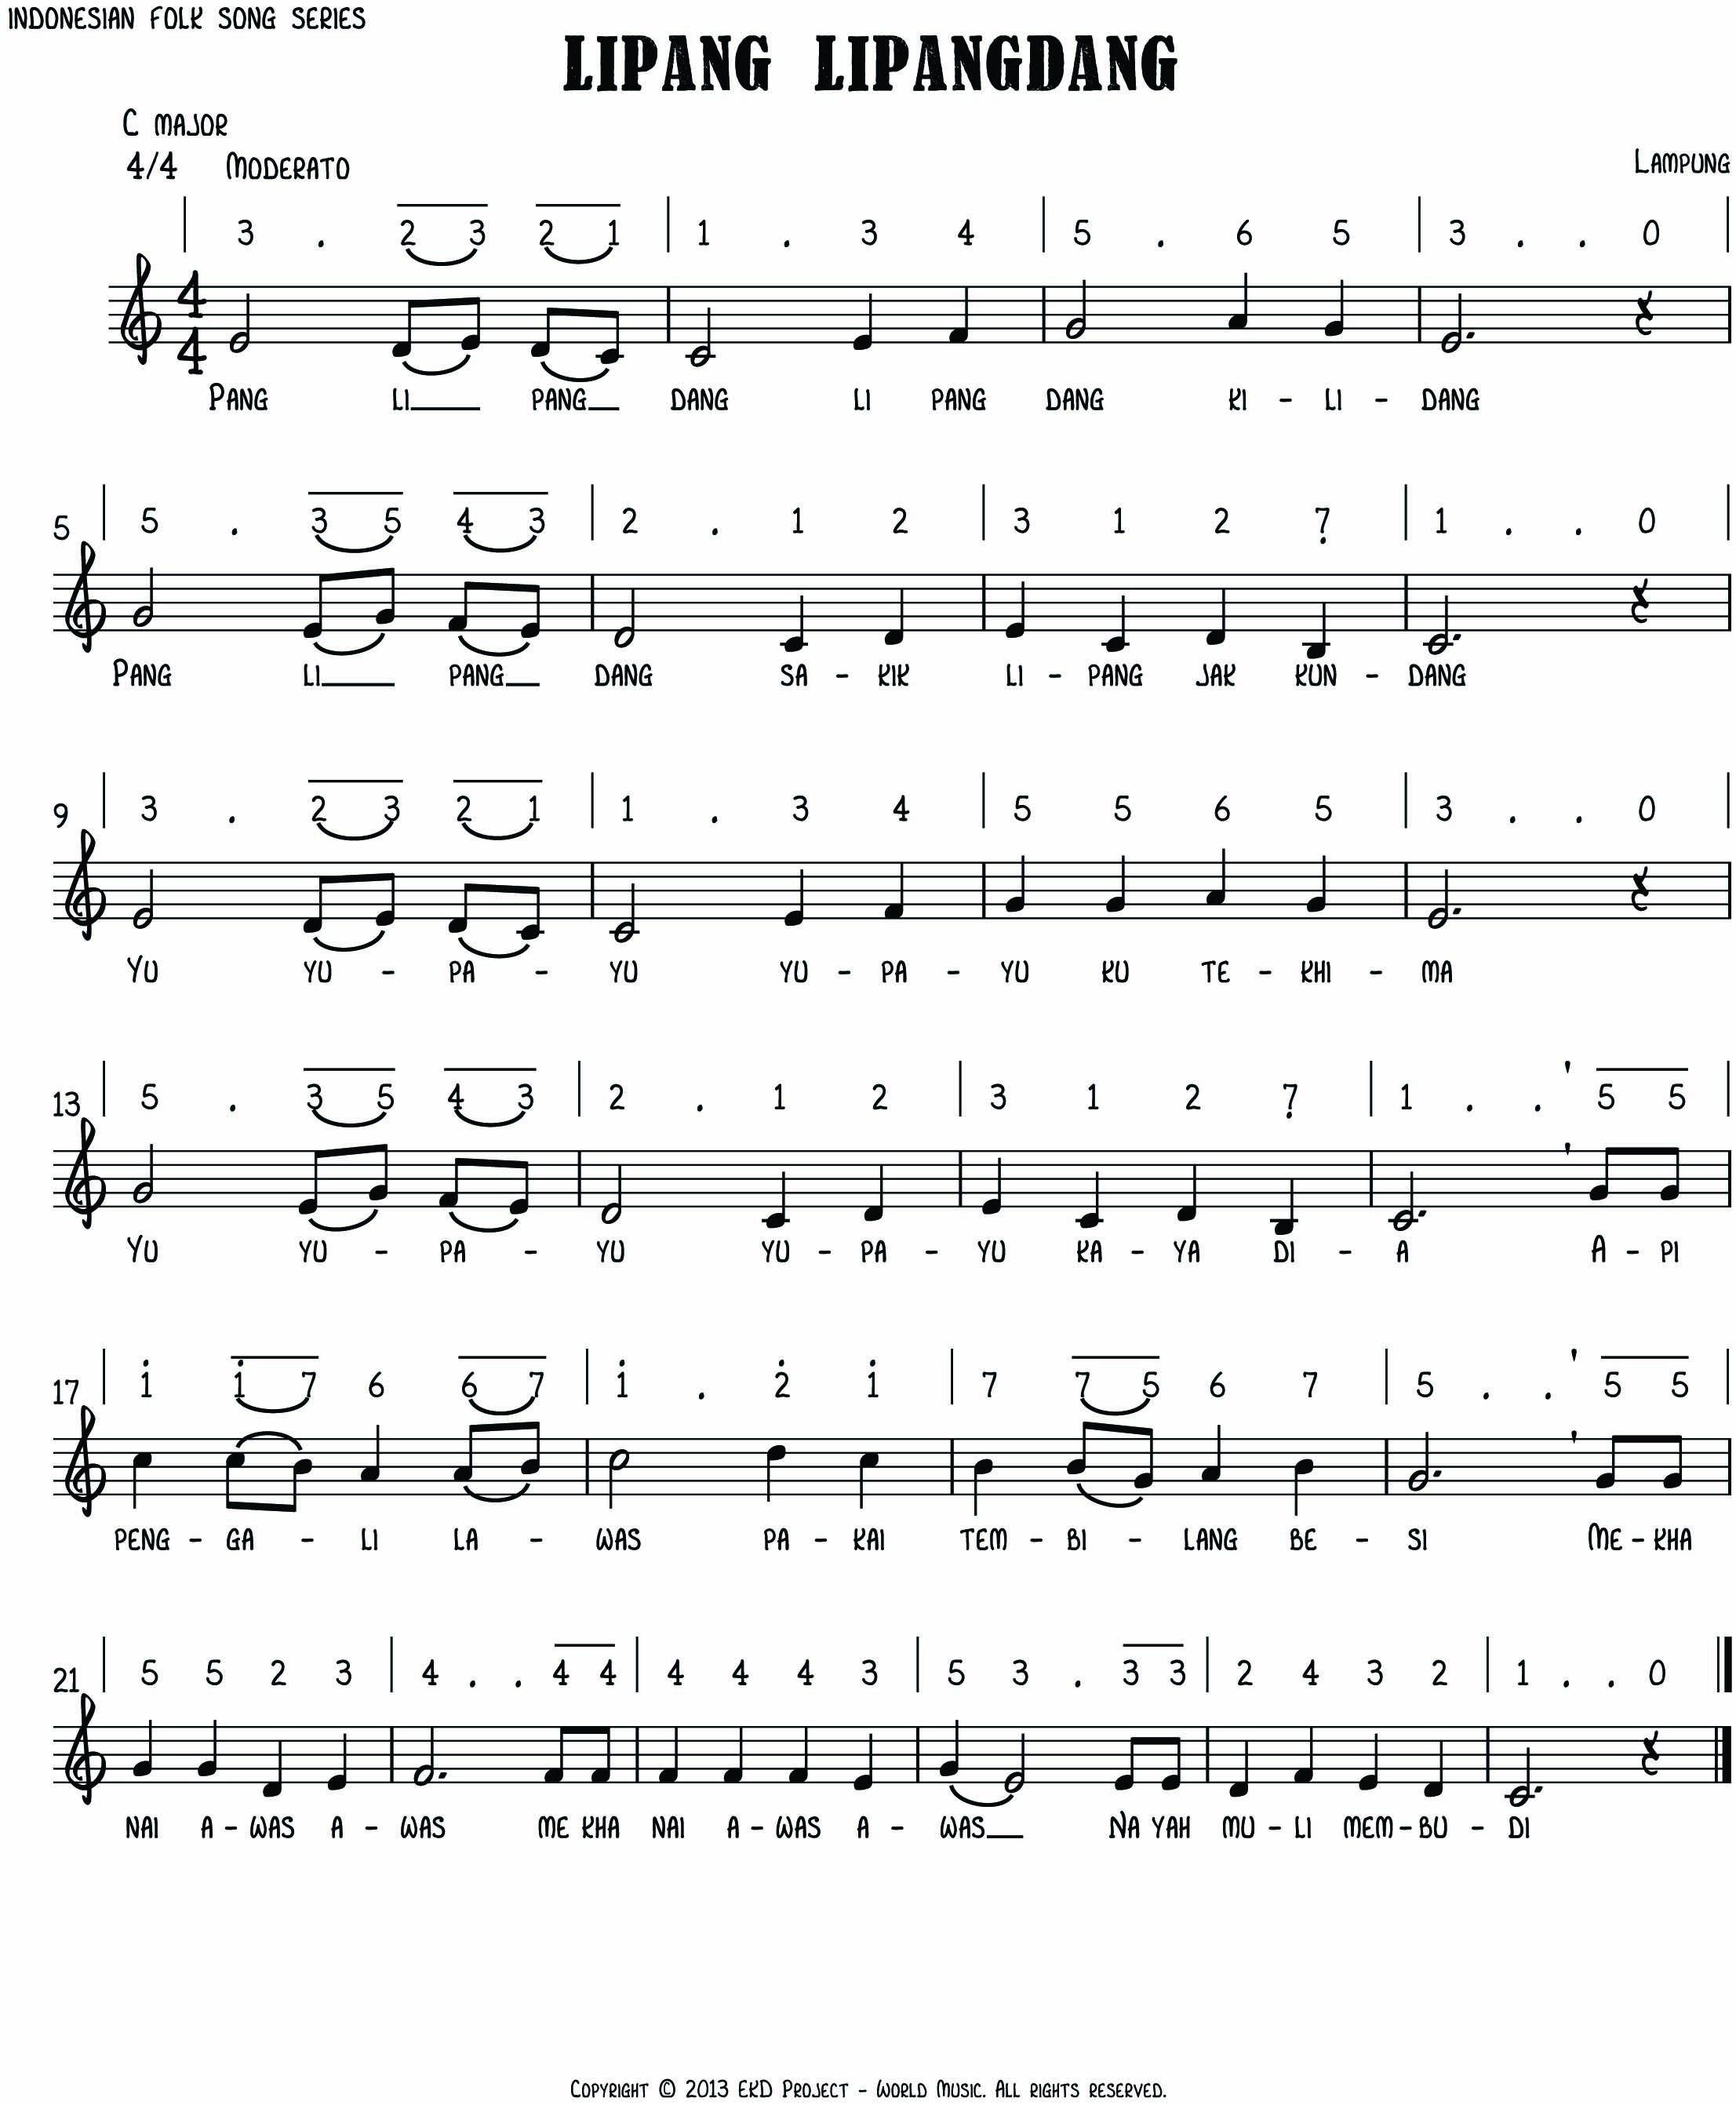 INDONESIAN FOLK SONG SERIES
LIPANG LIPANGDANG
C MAJOR
4/4 MODERATO
LAMPUNG
| 3 . 2 3 2 1 | 1 . 3 4 | 5 . 6 5 | 3 . . 0 |
4
4
PANG LI___ PANG__ DANG LI PANG DANG KI - LI - DANG
5 | 5 . 3 5 4 3 | 2 . 1 2 | 3 1 2 7̣ | 1 . . 0 |
PANG LI___ PANG__ DANG SA - KIK LI - PANG JAK KUN - DANG
9 | 3 . 2 3 2 1 | 1 . 3 4 | 5 5 6 5 | 3 . . 0 |
YU YU - PA - YU YU - PA - YU KU TE - KHI - MA
13 | 5 . 3 5 4 3 | 2 . 1 2 | 3 1 2 7̣ | 1 . . ' 5 5 |
YU YU - PA - YU YU - PA - YU KA - YA DI - A A - PI
17 | 1̇ 1̇ 7 6 6 7 | 1̇ . 2̇ 1̇ | 7 7 5 6 7 | 5 . . ' 5 5 |
PENG - GA - LI LA - WAS PA - KAI TEM - BI - LANG BE - SI ME - KHA
21 | 5 5 2 3 | 4 . . 4 4 | 4 4 4 3 | 5 3 . 3 3 | 2 4 3 2 | 1 . . 0 ||
NAI A - WAS A - WAS ME KHA NAI A - WAS A - WAS__ NA YAH MU - LI MEM - BU - DI
COPYRIGHT © 2013 EKD PROJECT - WORLD MUSIC. ALL RIGHTS RESERVED.